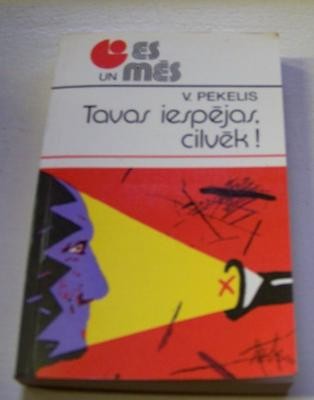 ES
UN MĒS
V. PEKELIS
Tavas iespējas,
cilvēk!